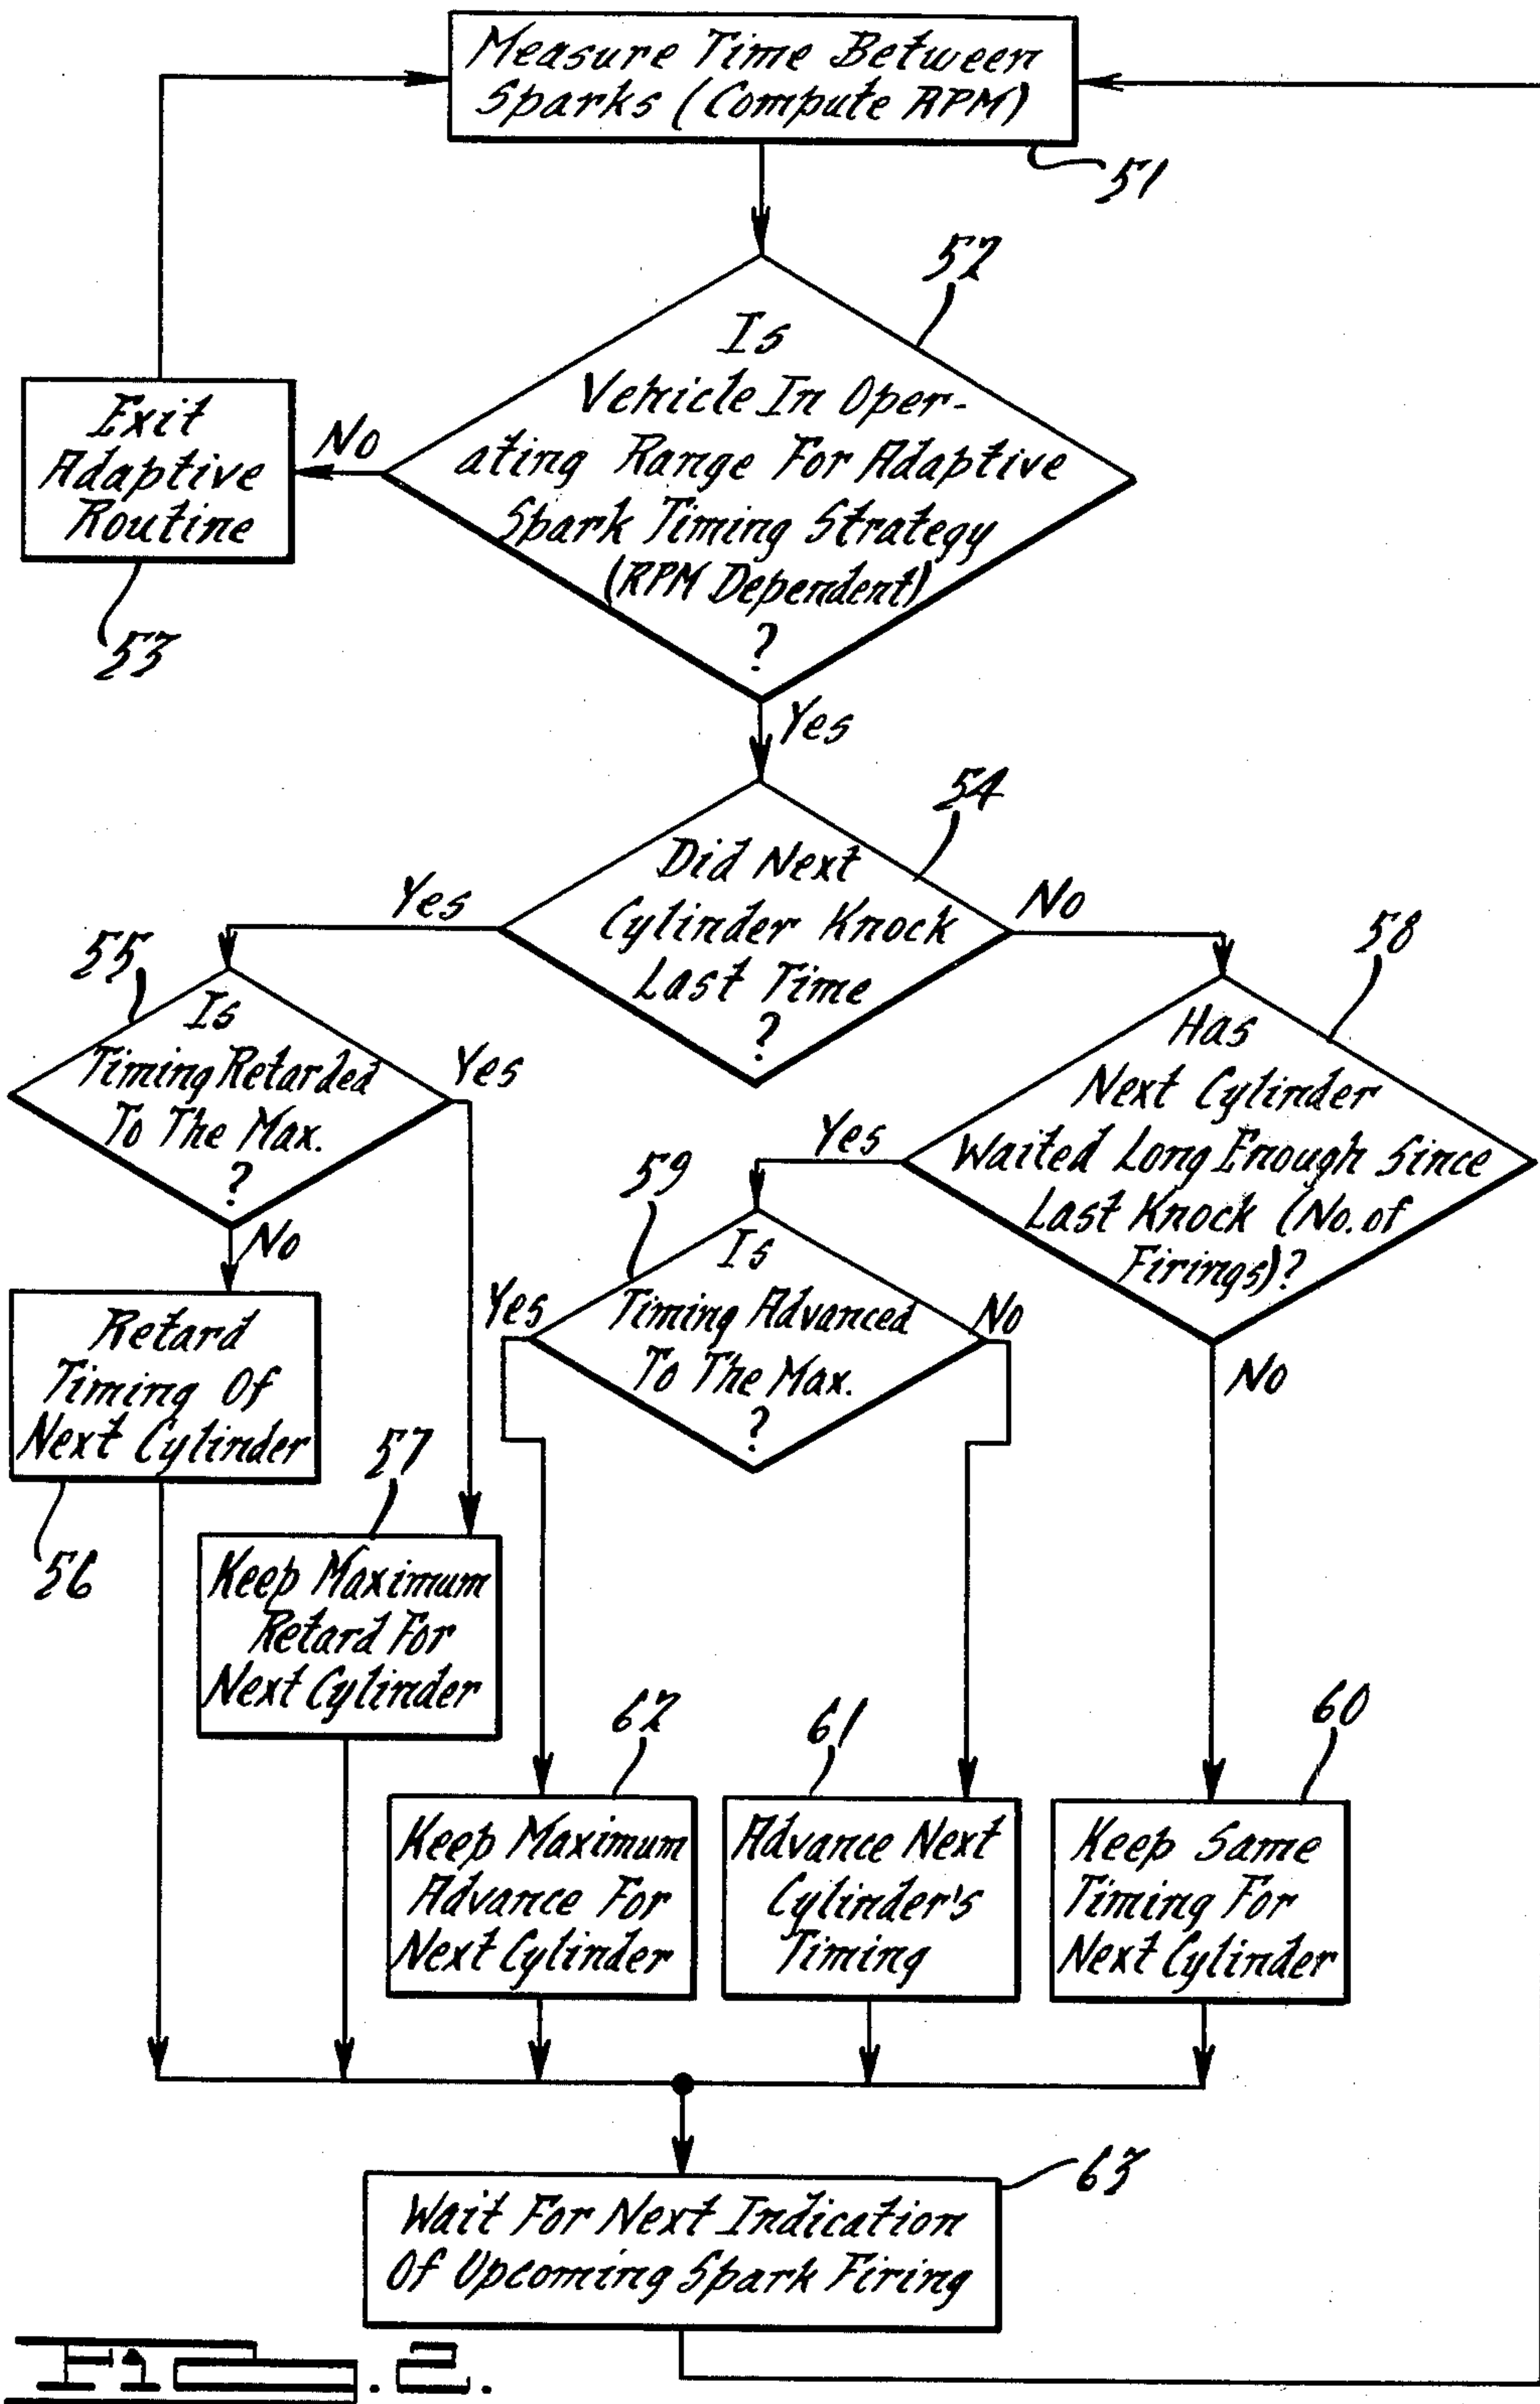 Measure Time Between
Sparks (Compute RPM)
51
52
Is
Vehicle In Oper-
ating Range For Adaptive
Spark Timing Strategy
(RPM Dependent)
?
No
Exit
Adaptive
Routine
53
Yes
54
Did Next
Cylinder Knock
Last Time
?
Yes
No
55
Is
Timing Retarded
To The Max.
?
Yes
No
58
Has
Next Cylinder
Waited Long Enough Since
Last Knock (No. of
Firings)?
Yes
No
59
Is
Timing Advanced
To The Max.
?
Yes
No
Retard
Timing Of
Next Cylinder
56
57
Keep Maximum
Retard For
Next Cylinder
62
Keep Maximum
Advance For
Next Cylinder
61
Advance Next
Cylinder's
Timing
60
Keep Same
Timing For
Next Cylinder
63
Wait For Next Indication
Of Upcoming Spark Firing
FIG. 2.